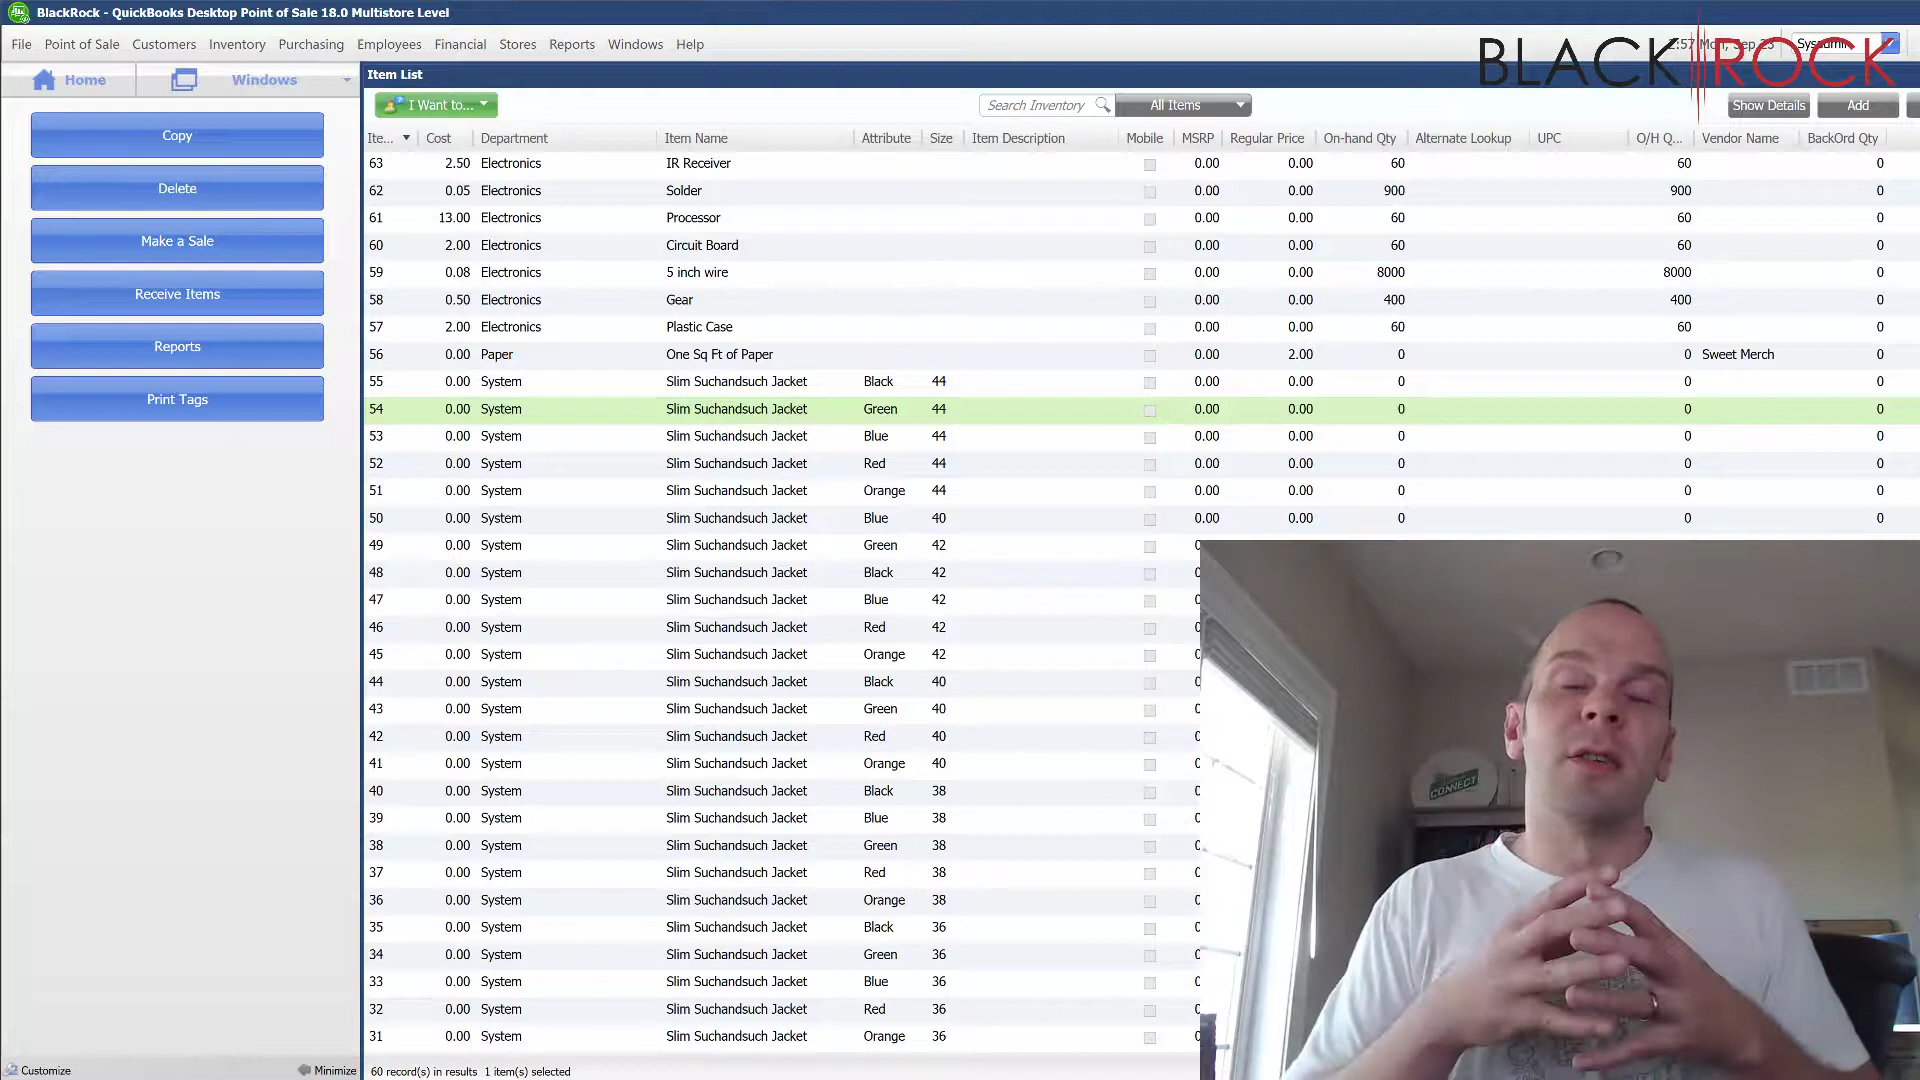 BlackRock - QuickBooks Desktop Point of Sale 18.0 Multistore Level
File Point of Sale Customers Inventory Purchasing Employees Financial Stores Reports Windows Help
2:57 Mon, Sep 23 Sysadmin
BLACK ROCK
Home Windows
Item List
I Want to... Search Inventory All Items Show Details Add
Copy
Delete
Make a Sale
Receive Items
Reports
Print Tags
Ite... Cost Department Item Name Attribute Size Item Description Mobile MSRP Regular Price On-hand Qty Alternate Lookup UPC O/H Q... Vendor Name BackOrd Qty
63 2.50 Electronics IR Receiver 0.00 0.00 60 60 0
62 0.05 Electronics Solder 0.00 0.00 900 900 0
61 13.00 Electronics Processor 0.00 0.00 60 60 0
60 2.00 Electronics Circuit Board 0.00 0.00 60 60 0
59 0.08 Electronics 5 inch wire 0.00 0.00 8000 8000 0
58 0.50 Electronics Gear 0.00 0.00 400 400 0
57 2.00 Electronics Plastic Case 0.00 0.00 60 60 0
56 0.00 Paper One Sq Ft of Paper 0.00 2.00 0 0 Sweet Merch 0
55 0.00 System Slim Suchandsuch Jacket Black 44 0.00 0.00 0 0 0
54 0.00 System Slim Suchandsuch Jacket Green 44 0.00 0.00 0 0 0
53 0.00 System Slim Suchandsuch Jacket Blue 44 0.00 0.00 0 0 0
52 0.00 System Slim Suchandsuch Jacket Red 44 0.00 0.00 0 0 0
51 0.00 System Slim Suchandsuch Jacket Orange 44 0.00 0.00 0 0 0
50 0.00 System Slim Suchandsuch Jacket Blue 40 0.00 0.00 0 0 0
49 0.00 System Slim Suchandsuch Jacket Green 42
48 0.00 System Slim Suchandsuch Jacket Black 42
47 0.00 System Slim Suchandsuch Jacket Blue 42
46 0.00 System Slim Suchandsuch Jacket Red 42
45 0.00 System Slim Suchandsuch Jacket Orange 42
44 0.00 System Slim Suchandsuch Jacket Black 40
43 0.00 System Slim Suchandsuch Jacket Green 40
42 0.00 System Slim Suchandsuch Jacket Red 40
41 0.00 System Slim Suchandsuch Jacket Orange 40
40 0.00 System Slim Suchandsuch Jacket Black 38
39 0.00 System Slim Suchandsuch Jacket Blue 38
38 0.00 System Slim Suchandsuch Jacket Green 38
37 0.00 System Slim Suchandsuch Jacket Red 38
36 0.00 System Slim Suchandsuch Jacket Orange 38
35 0.00 System Slim Suchandsuch Jacket Black 36
34 0.00 System Slim Suchandsuch Jacket Green 36
33 0.00 System Slim Suchandsuch Jacket Blue 36
32 0.00 System Slim Suchandsuch Jacket Red 36
31 0.00 System Slim Suchandsuch Jacket Orange 36
CONNECT
Customize Minimize 60 record(s) in results 1 item(s) selected